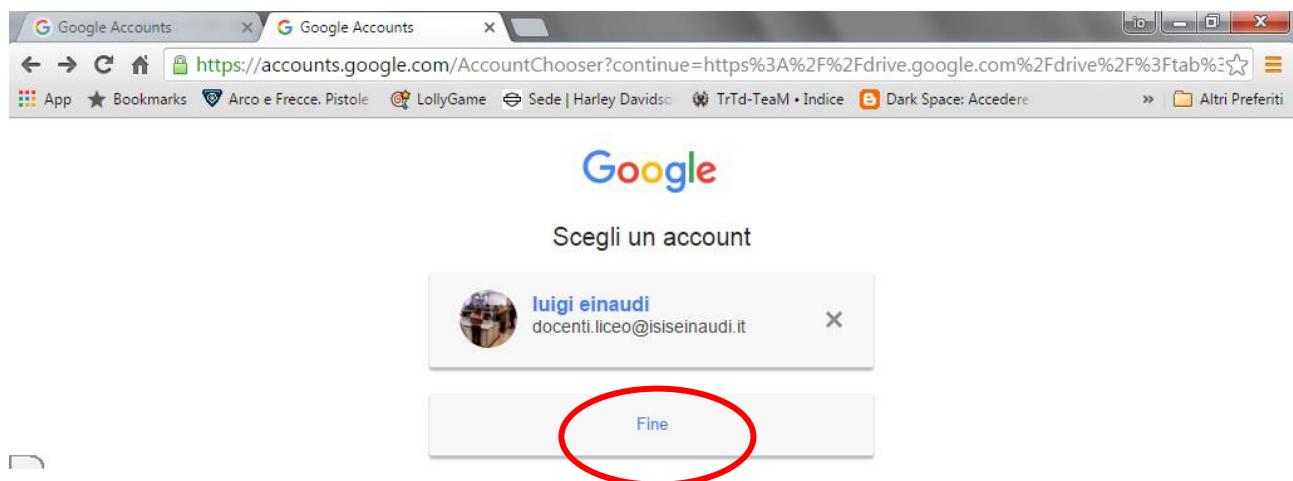 Google Accounts
Google Accounts
io
https://accounts.google.com/AccountChooser?continue=https%3A%2F%2Fdrive.google.com%2Fdrive%2F%3Ftab%3
App Bookmarks Arco e Frecce. Pistole LollyGame Sede | Harley Davidso TrTd-TeaM • Indice Dark Space: Accedere » Altri Preferiti
Google
Scegli un account
luigi einaudi
docenti.liceo@isiseinaudi.it
Fine